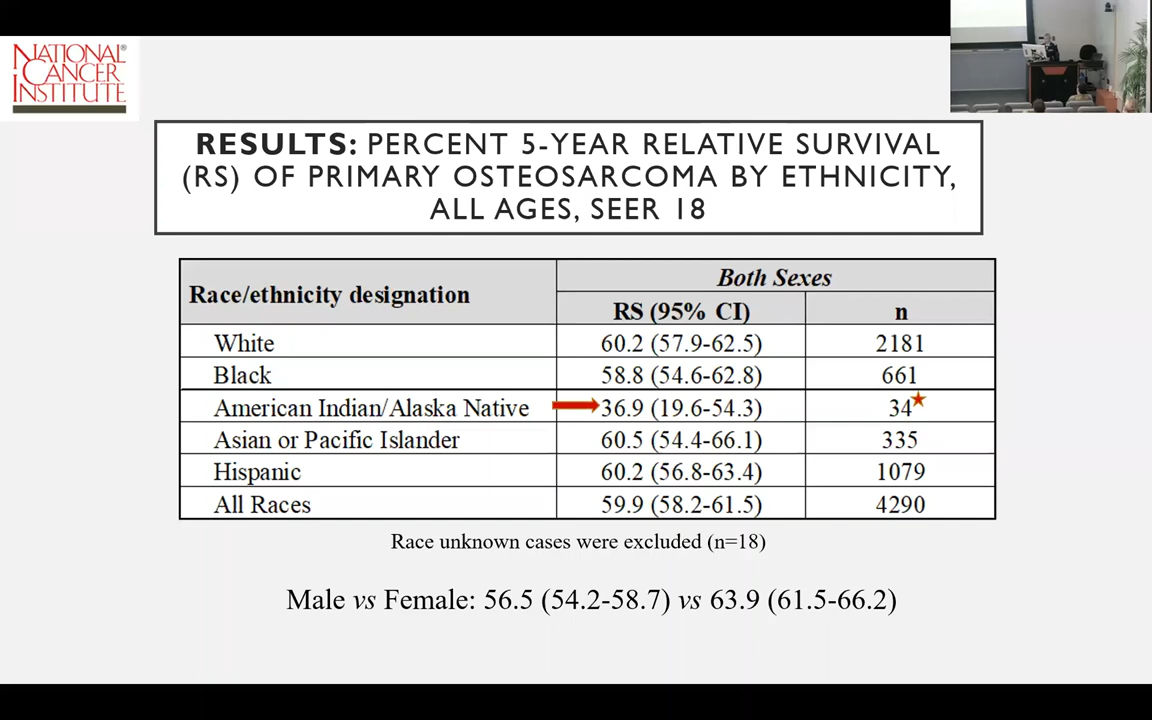 NATIONAL®
CANCER
INSTITUTE
RESULTS: PERCENT 5-YEAR RELATIVE SURVIVAL
(RS) OF PRIMARY OSTEOSARCOMA BY ETHNICITY,
ALL AGES, SEER 18
Race/ethnicity designation
Both Sexes
RS (95% CI) n
White 60.2 (57.9-62.5) 2181
Black 58.8 (54.6-62.8) 661
American Indian/Alaska Native 36.9 (19.6-54.3) 34
Asian or Pacific Islander 60.5 (54.4-66.1) 335
Hispanic 60.2 (56.8-63.4) 1079
All Races 59.9 (58.2-61.5) 4290
Race unknown cases were excluded (n=18)
Male vs Female: 56.5 (54.2-58.7) vs 63.9 (61.5-66.2)